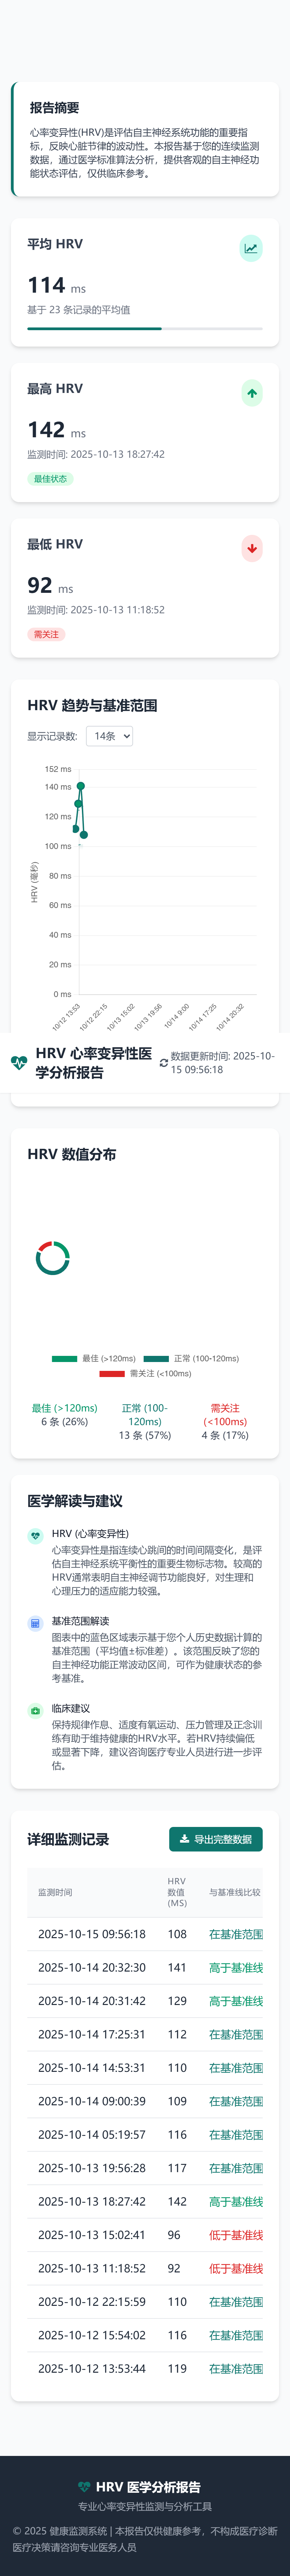 报告摘要
心率变异性(HRV)是评估自主神经系统功能的重要指
标，反映心脏节律的波动性。本报告基于您的连续监测
数据，通过医学标准算法分析，提供客观的自主神经功
能状态评估，仅供临床参考。
平均 HRV
114 ms
基于 23 条记录的平均值
最高 HRV
142 ms
监测时间: 2025-10-13 18:27:42
最佳状态
最低 HRV
92 ms
监测时间: 2025-10-13 11:18:52
需关注
HRV 趋势与基准范围
显示记录数: 14条
152 ms
140 ms
120 ms
100 ms
80 ms
60 ms
40 ms
20 ms
0 ms
HRV (毫秒)
10/12 13:53
10/12 22:15
10/13 15:02
10/13 19:56
10/14 9:00
10/14 17:25
10/14 20:32
HRV 心率变异性医
学分析报告
数据更新时间: 2025-10-
15 09:56:18
HRV 数值分布
最佳 (>120ms) 正常 (100-120ms)
需关注 (<100ms)
最佳 (>120ms)
6 条 (26%)
正常 (100-
120ms)
13 条 (57%)
需关注
(<100ms)
4 条 (17%)
医学解读与建议
HRV (心率变异性)
心率变异性是指连续心跳间的时间间隔变化，是评
估自主神经系统平衡性的重要生物标志物。较高的
HRV通常表明自主神经调节功能良好，对生理和
心理压力的适应能力较强。
基准范围解读
图表中的蓝色区域表示基于您个人历史数据计算的
基准范围（平均值±标准差）。该范围反映了您的
自主神经功能正常波动区间，可作为健康状态的参
考基准。
临床建议
保持规律作息、适度有氧运动、压力管理及正念训
练有助于维持健康的HRV水平。若HRV持续偏低
或显著下降，建议咨询医疗专业人员进行进一步评
估。
详细监测记录
导出完整数据
监测时间
HRV
数值
(MS)
与基准线比较
2025-10-15 09:56:18 108 在基准范围
2025-10-14 20:32:30 141 高于基准线
2025-10-14 20:31:42 129 高于基准线
2025-10-14 17:25:31 112 在基准范围
2025-10-14 14:53:31 110 在基准范围
2025-10-14 09:00:39 109 在基准范围
2025-10-14 05:19:57 116 在基准范围
2025-10-13 19:56:28 117 在基准范围
2025-10-13 18:27:42 142 高于基准线
2025-10-13 15:02:41 96 低于基准线
2025-10-13 11:18:52 92 低于基准线
2025-10-12 22:15:59 110 在基准范围
2025-10-12 15:54:02 116 在基准范围
2025-10-12 13:53:44 119 在基准范围
HRV 医学分析报告
专业心率变异性监测与分析工具
© 2025 健康监测系统 | 本报告仅供健康参考，不构成医疗诊断
医疗决策请咨询专业医务人员